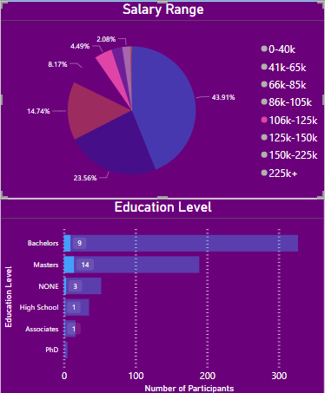 Salary Range
2.08%
4.49%
8.17%
14.74%
23.56%
43.91%
0-40k
41k-65k
66k-85k
86k-105k
106k-125k
125k-150k
150k-225k
225k+
Education Level
Education Level
Bachelors 9
Masters 14
NONE 3
High School 1
Associates 1
PhD
0 100 200 300
Number of Participants